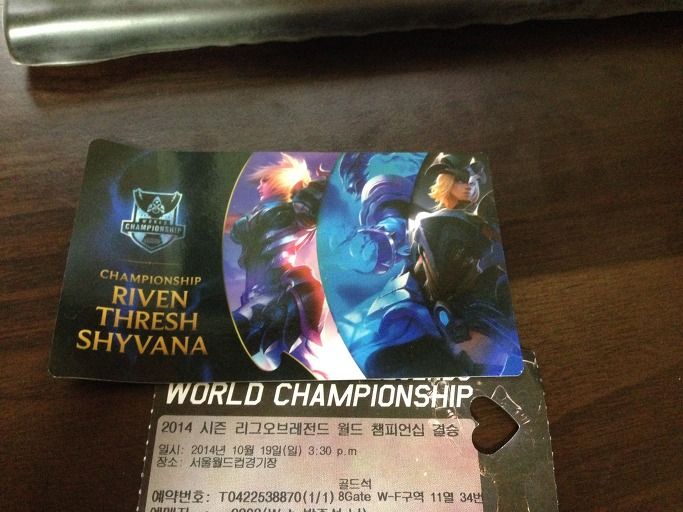 WORLD
CHAMPIONSHIP
CHAMPIONSHIP
RIVEN
THRESH
SHYVANA
WORLD CHAMPIONSHIP
2014 시즌 리그오브레전드 월드 챔피언십 결승
일시: 2014년 10월 19일(일) 3:30 p.m
장소: 서울월드컵경기장
골드석
예약번호: T0422538870(1/1) 8Gate W-F구역 11열 34번